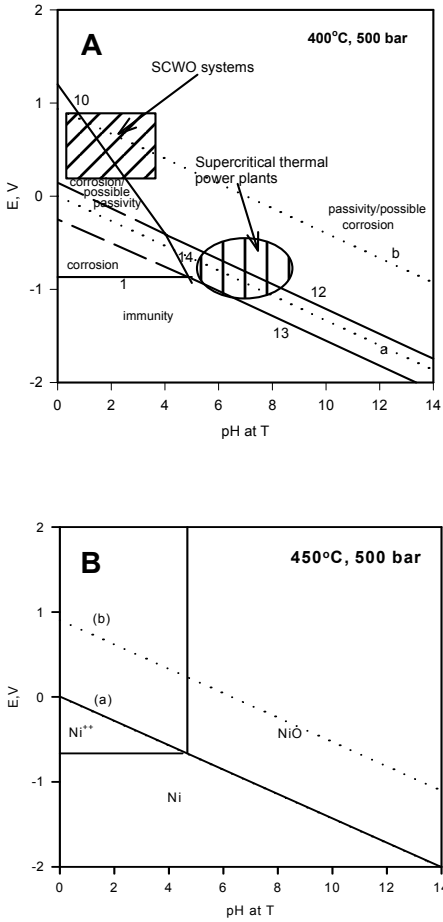 2
A
400°C, 500 bar
SCWO systems
10
1
Supercritical thermal
power plants
E, V
0
corrosion/
possible
passivity
passivity/possible
corrosion
b
14
corrosion
12
-1
1
immunity
13
a
-2
0 2 4 6 8 10 12 14
pH at T
2
B
450°C, 500 bar
1
(b)
E,V
0
(a)
Ni++
NiO
-1
Ni
-2
0 2 4 6 8 10 12 14
pH at T